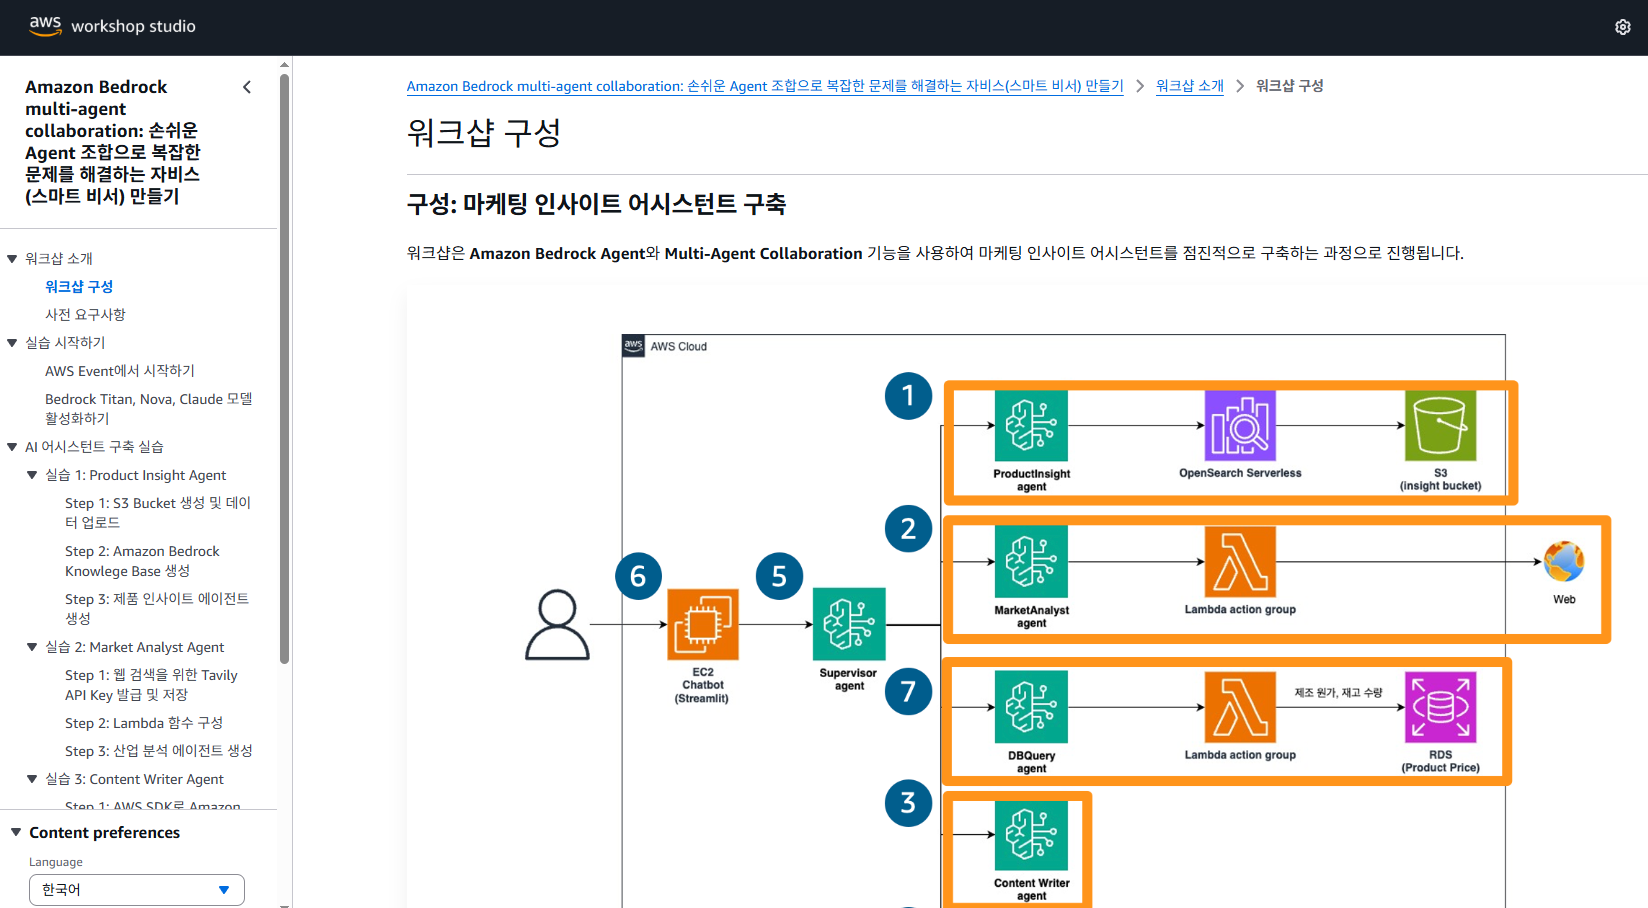 aws workshop studio
Amazon Bedrock
multi-agent
collaboration: 손쉬운
Agent 조합으로 복잡한
문제를 해결하는 자비스
(스마트 비서) 만들기
워크샵 소개
워크샵 구성
사전 요구사항
실습 시작하기
AWS Event에서 시작하기
Bedrock Titan, Nova, Claude 모델
활성화하기
AI 어시스턴트 구축 실습
실습 1: Product Insight Agent
Step 1: S3 Bucket 생성 및 데이
터 업로드
Step 2: Amazon Bedrock
Knowlege Base 생성
Step 3: 제품 인사이트 에이전트
생성
실습 2: Market Analyst Agent
Step 1: 웹 검색을 위한 Tavily
API Key 발급 및 저장
Step 2: Lambda 함수 구성
Step 3: 산업 분석 에이전트 생성
실습 3: Content Writer Agent
Step 1: AWS SDK로 Amazon
Content preferences
Language
한국어
Amazon Bedrock multi-agent collaboration: 손쉬운 Agent 조합으로 복잡한 문제를 해결하는 자비스(스마트 비서) 만들기 > 워크샵 소개 > 워크샵 구성
워크샵 구성
구성: 마케팅 인사이트 어시스턴트 구축
워크샵은 Amazon Bedrock Agent와 Multi-Agent Collaboration 기능을 사용하여 마케팅 인사이트 어시스턴트를 점진적으로 구축하는 과정으로 진행됩니다.
aws AWS Cloud
1
ProductInsight
agent
OpenSearch Serverless
S3
(insight bucket)
2
MarketAnalyst
agent
Lambda action group
Web
6
EC2
Chatbot
(Streamlit)
5
Supervisor
agent
7
DBQuery
agent
Lambda action group
제조 원가, 재고 수량
RDS
(Product Price)
3
Content Writer
agent